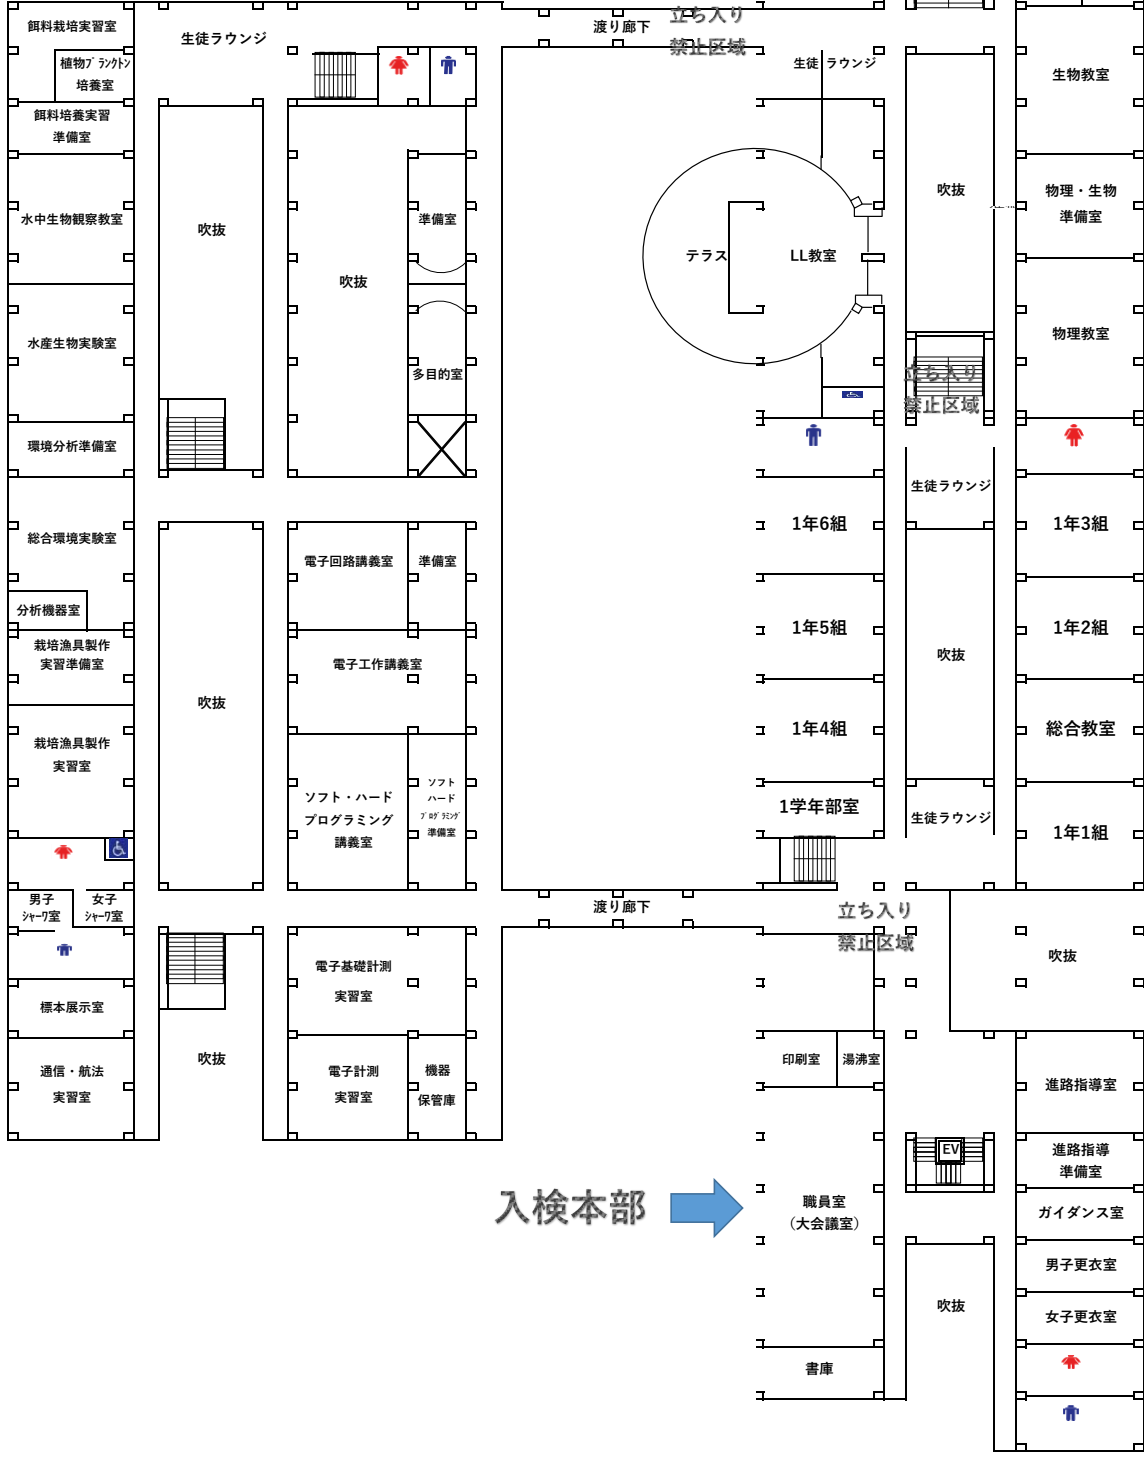 餌料栽培実習室
植物ﾌﾟﾗﾝｸﾄﾝ
培養室
餌料培養実習
準備室
水中生物観察教室
水産生物実験室
環境分析準備室
総合環境実験室
分析機器室
栽培漁具製作
実習準備室
栽培漁具製作
実習室
男子
ｼｬｰﾜ室
女子
ｼｬｰﾜ室
標本展示室
通信・航法
実習室
生徒ラウンジ
吹抜
吹抜
吹抜
吹抜
準備室
多目的室
電子回路講義室
準備室
電子工作講義室
ソフト・ハード
プログラミング
講義室
ソフト
ハード
ﾌﾟﾛｸﾞﾗﾐﾝｸﾞ
準備室
電子基礎計測
実習室
電子計測
実習室
機器
保管庫
渡り廊下
立ち入り
禁止区域
渡り廊下
立ち入り
禁止区域
生徒ラウンジ
テラス
LL教室
1年6組
1年5組
1年4組
1学年部室
印刷室
湯沸室
入検本部
職員室
（大会議室）
書庫
吹抜
立ち入り
禁止区域
生徒ラウンジ
吹抜
生徒ラウンジ
EV
吹抜
生物教室
物理・生物
準備室
物理教室
1年3組
1年2組
総合教室
1年1組
吹抜
進路指導室
進路指導
準備室
ガイダンス室
男子更衣室
女子更衣室